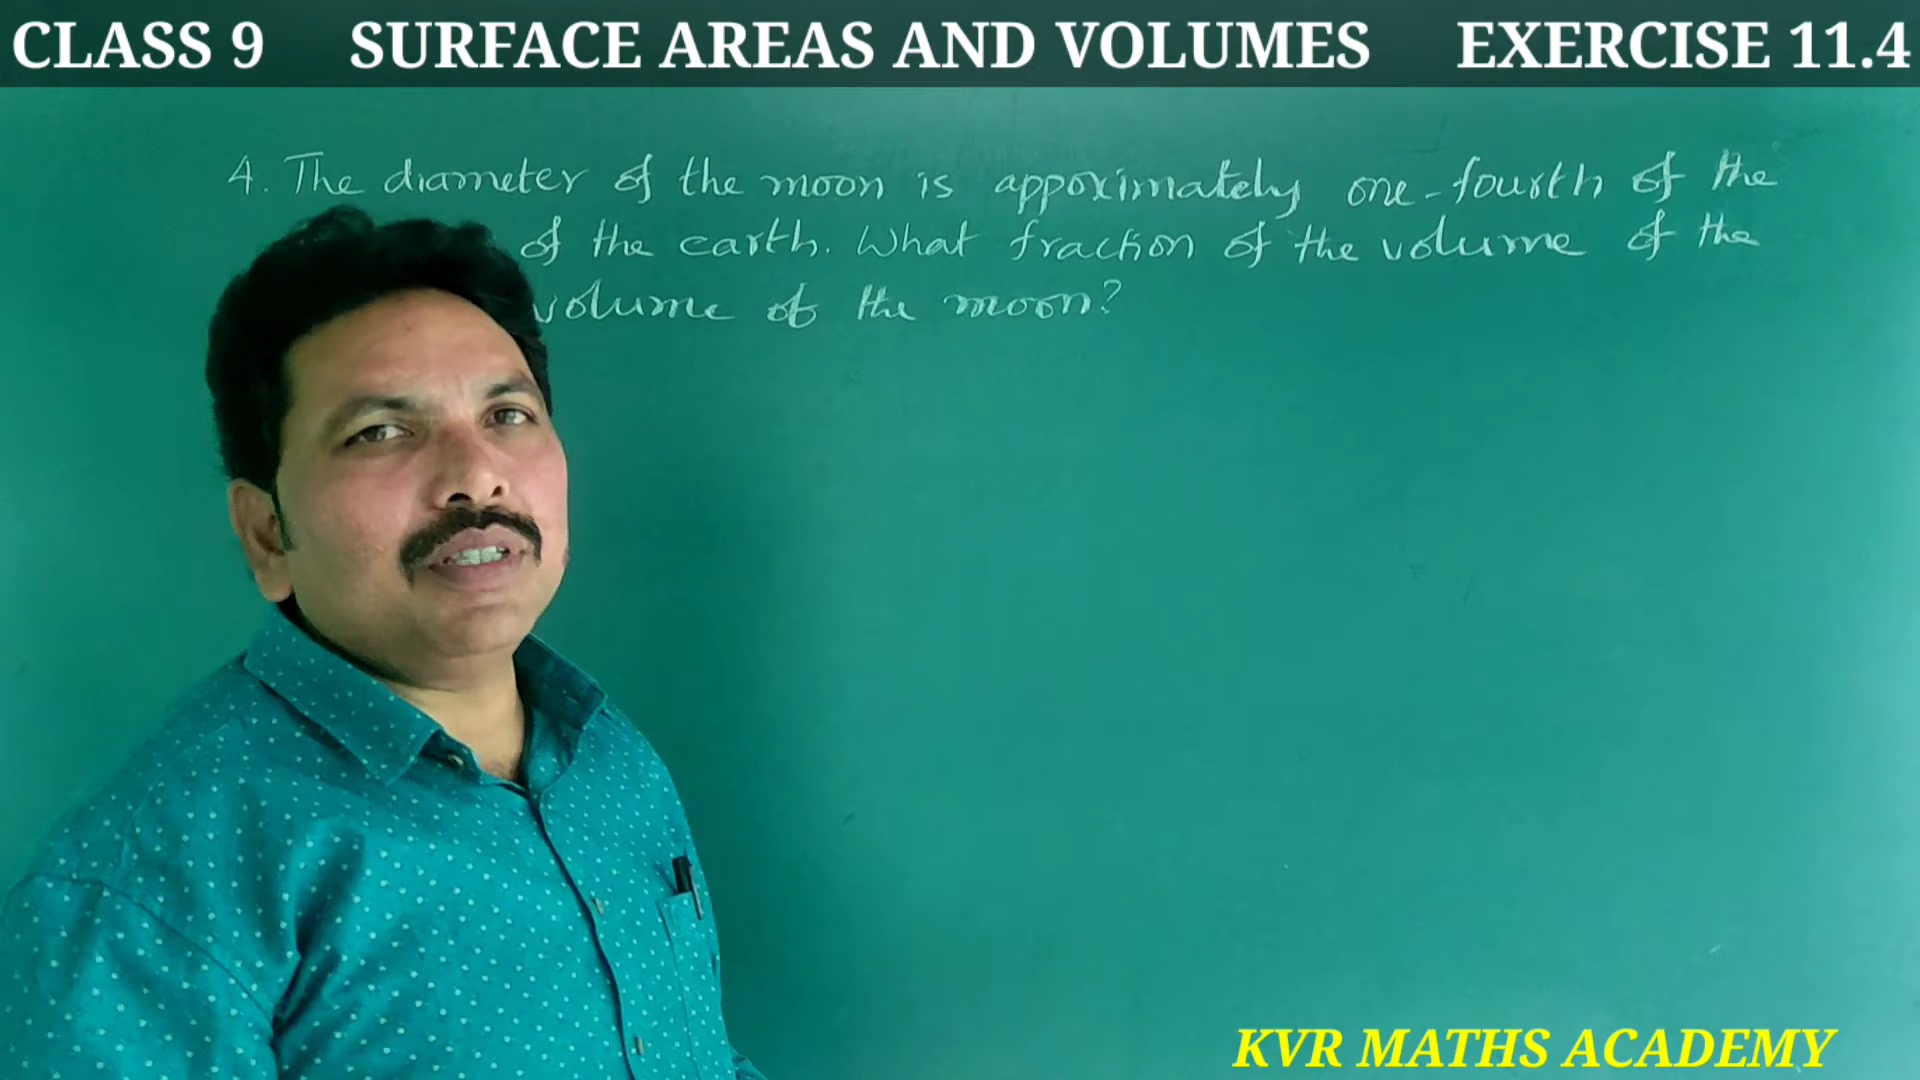 CLASS 9 SURFACE AREAS AND VOLUMES EXERCISE 11.4
4. The diameter of the moon is appoximately one-fourth of the
of the earth. What fraction of the volume of the
volume of the moon?
KVR MATHS ACADEMY